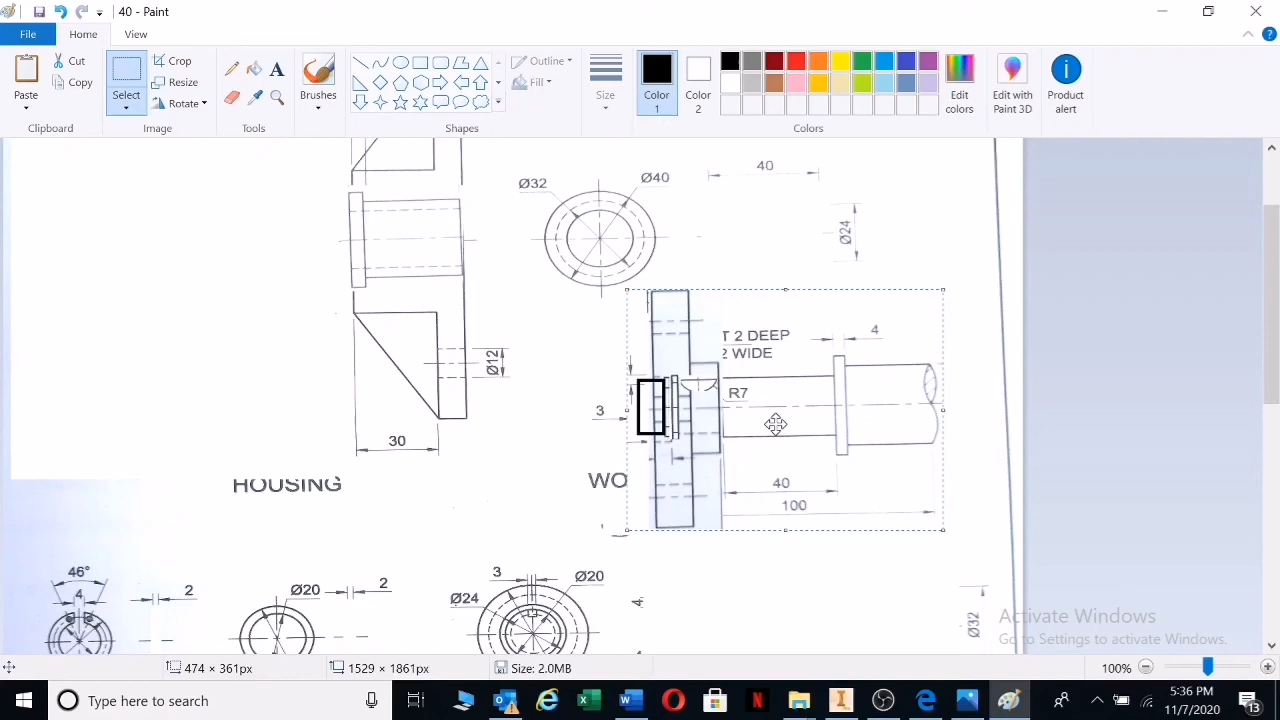 40 - Paint
File
Home
View
Paste
Cut
Copy
Clipboard
Select
Crop
Rotate
Image
A
Tools
Brushes
Outline
Fill
Shapes
Size
Color
1
Color
2
Edit
colors
Colors
Edit with
Paint 3D
Product
alert
40
Ø32
Ø40
Ø24
T 2 DEEP
2 WIDE
4
Ø12
R7
3
30
40
100
HOUSING
WO
46°
4
2
Ø20
2
3
Ø20
Ø24
4
Ø32
Activate Windows
Go to Settings to activate Windows.
474 × 361px
1529 × 1861px
Size: 2.0MB
100%
Type here to search
5:36 PM
11/7/2020
13